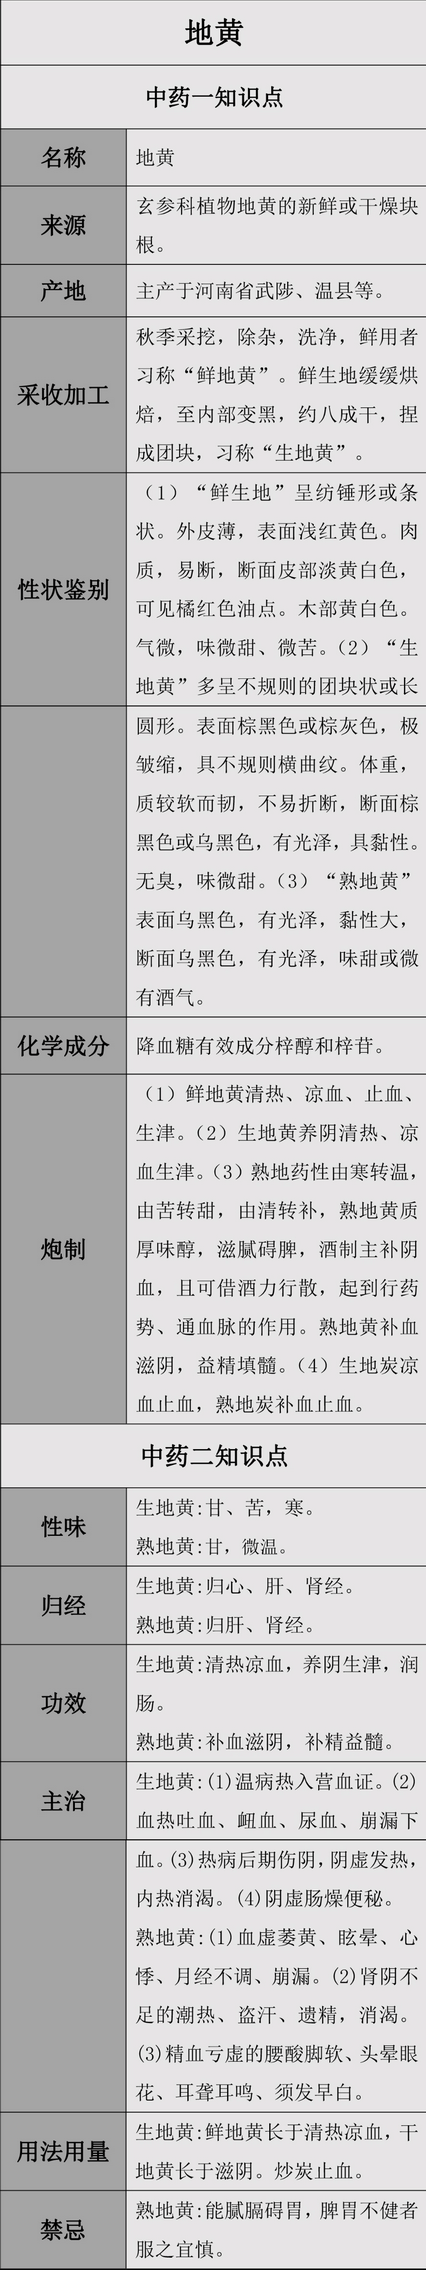 地黄
中药一知识点
名称
地黄
来源
玄参科植物地黄的新鲜或干燥块
根。
产地
主产于河南省武陟、温县等。
采收加工
秋季采挖，除杂，洗净，鲜用者
习称“鲜地黄”。鲜生地缓缓烘
焙，至内部变黑，约八成干，捏
成团块，习称“生地黄”。
性状鉴别
（1）“鲜生地”呈纺锤形或条
状。外皮薄，表面浅红黄色。肉
质，易断，断面皮部淡黄白色，
可见橘红色油点。木部黄白色。
气微，味微甜、微苦。（2）“生
地黄”多呈不规则的团块状或长
圆形。表面棕黑色或棕灰色，极
皱缩，具不规则横曲纹。体重，
质较软而韧，不易折断，断面棕
黑色或乌黑色，有光泽，具黏性。
无臭，味微甜。（3）“熟地黄”
表面乌黑色，有光泽，黏性大，
断面乌黑色，有光泽，味甜或微
有酒气。
化学成分
降血糖有效成分梓醇和梓苷。
炮制
（1）鲜地黄清热、凉血、止血、
生津。（2）生地黄养阴清热、凉
血生津。（3）熟地药性由寒转温，
由苦转甜，由清转补，熟地黄质
厚味醇，滋腻碍脾，酒制主补阴
血，且可借酒力行散，起到行药
势、通血脉的作用。熟地黄补血
滋阴，益精填髓。（4）生地炭凉
血止血，熟地炭补血止血。
中药二知识点
性味
生地黄:甘、苦，寒。
熟地黄:甘，微温。
归经
生地黄:归心、肝、肾经。
熟地黄:归肝、肾经。
功效
生地黄:清热凉血，养阴生津，润
肠。
熟地黄:补血滋阴，补精益髓。
主治
生地黄:(1)温病热入营血证。(2)
血热吐血、衄血、尿血、崩漏下
血。(3)热病后期伤阴，阴虚发热，
内热消渴。(4)阴虚肠燥便秘。
熟地黄:(1)血虚萎黄、眩晕、心
悸、月经不调、崩漏。(2)肾阴不
足的潮热、盗汗、遗精，消渴。
(3)精血亏虚的腰酸脚软、头晕眼
花、耳聋耳鸣、须发早白。
用法用量
生地黄:鲜地黄长于清热凉血，干
地黄长于滋阴。炒炭止血。
禁忌
熟地黄:能腻膈碍胃，脾胃不健者
服之宜慎。